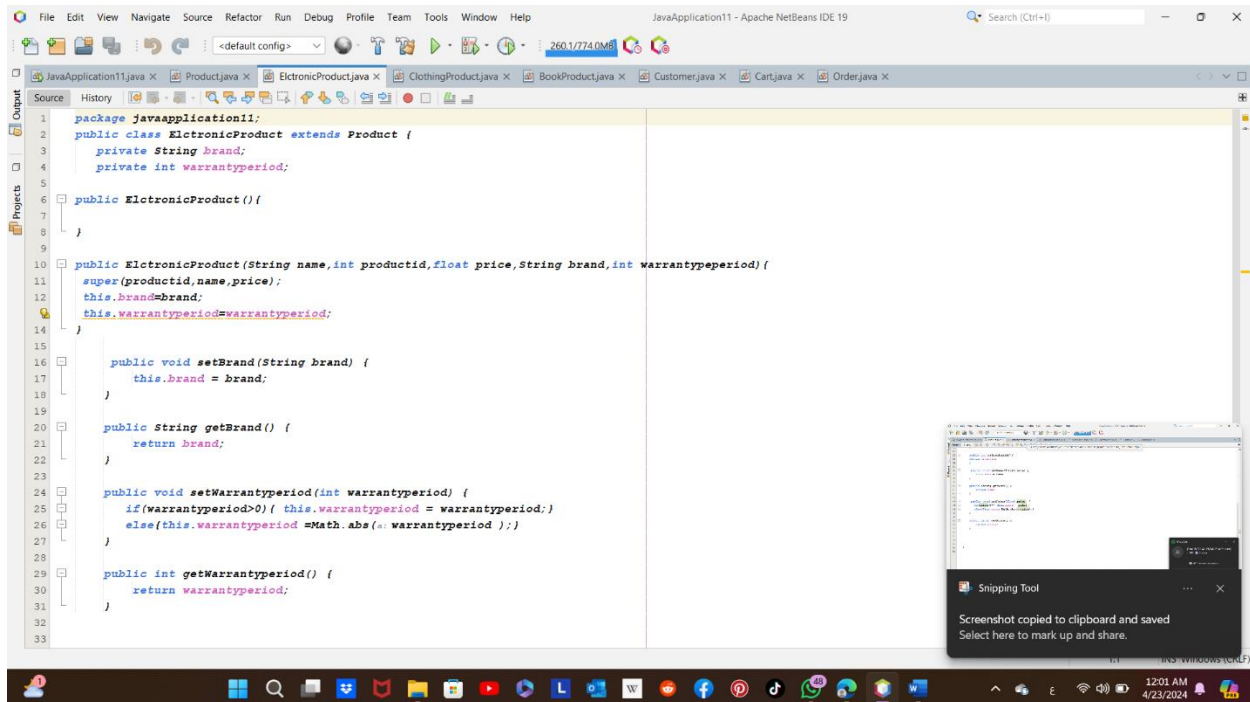 File Edit View Navigate Source Refactor Run Debug Profile Team Tools Window Help JavaApplication11 - Apache NetBeans IDE 19 Search (Ctrl+I)
<default config> 260.1/774.0MB
JavaApplication11.java Product.java ElctronicProduct.java ClothingProduct.java BookProduct.java Customer.java Cart.java Order.java
Source History
Output
Projects
1 package javaapplication11;
2 public class ElctronicProduct extends Product {
3 private String brand;
4 private int warrantyperiod;
5
6 public ElctronicProduct(){
7
8 }
9
10 public ElctronicProduct(String name,int productid,float price,String brand,int warrantypeperiod){
11 super(productid,name,price);
12 this.brand=brand;
this.warrantyperiod=warrantyperiod;
14 }
15
16 public void setBrand(String brand) {
17 this.brand = brand;
18 }
19
20 public String getBrand() {
21 return brand;
22 }
23
24 public void setWarrantyperiod(int warrantyperiod) {
25 if(warrantyperiod>0){ this.warrantyperiod = warrantyperiod;}
26 else{this.warrantyperiod =Math.abs(a: warrantyperiod );}
27 }
28
29 public int getWarrantyperiod() {
30 return warrantyperiod;
31 }
32
33
Snipping Tool
Screenshot copied to clipboard and saved
Select here to mark up and share.
1:1 INS Windows (CRLF)
1 48 ع 12:01 AM
4/23/2024